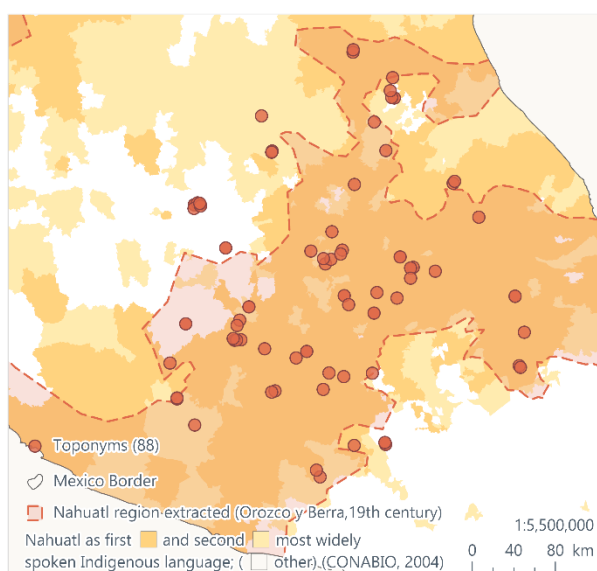 Toponyms (88)
Mexico Border
Nahuatl region extracted (Orozco y Berra,19th century)
Nahuatl as first and second most widely
spoken Indigenous language; ( other) (CONABIO, 2004)
1:5,500,000
0 40 80 km